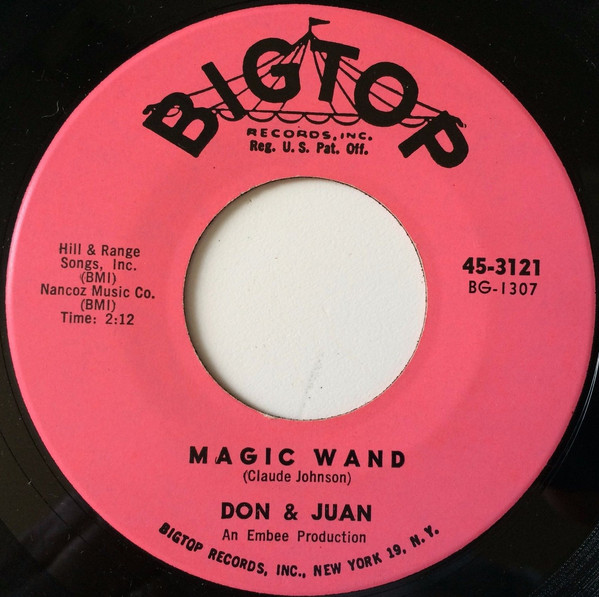 BIGTOP
RECORDS, INC.
Reg. U. S. Pat. Off.
Hill & Range
Songs, Inc.
(BMI)
Nancoz Music Co.
(BMI)
Time: 2:12
45-3121
BG-1307
MAGIC WAND
(Claude Johnson)
DON & JUAN
An Embee Production
BIGTOP RECORDS, INC., NEW YORK 19, N. Y.